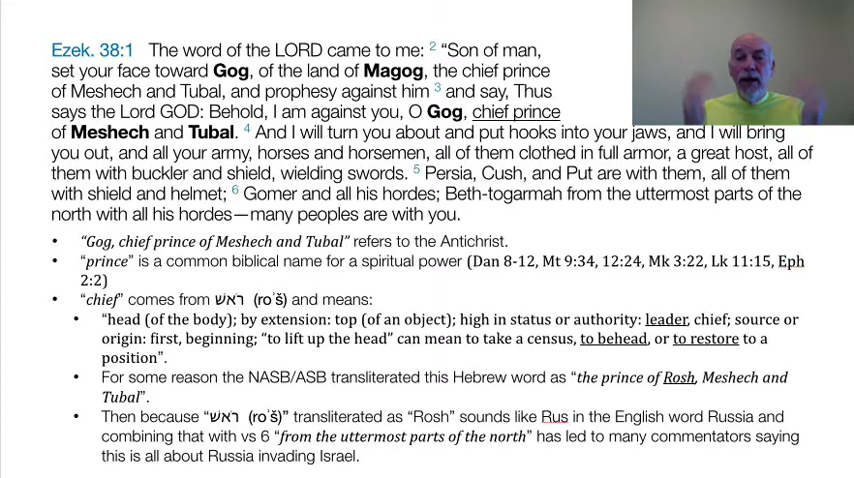 Ezek. 38:1 The word of the LORD came to me: 2 “Son of man,
set your face toward Gog, of the land of Magog, the chief prince
of Meshech and Tubal, and prophesy against him 3 and say, Thus
says the Lord GOD: Behold, I am against you, O Gog, chief prince
of Meshech and Tubal. 4 And I will turn you about and put hooks into your jaws, and I will bring
you out, and all your army, horses and horsemen, all of them clothed in full armor, a great host, all of
them with buckler and shield, wielding swords. 5 Persia, Cush, and Put are with them, all of them
with shield and helmet; 6 Gomer and all his hordes; Beth-togarmah from the uttermost parts of the
north with all his hordes—many peoples are with you.
• “Gog, chief prince of Meshech and Tubal” refers to the Antichrist.
• “prince” is a common biblical name for a spiritual power (Dan 8-12, Mt 9:34, 12:24, Mk 3:22, Lk 11:15, Eph
2:2)
• “chief” comes from רֹאשׁ (roʾš) and means:
• “head (of the body); by extension: top (of an object); high in status or authority: leader, chief; source or
origin: first, beginning; “to lift up the head” can mean to take a census, to behead, or to restore to a
position”.
• For some reason the NASB/ASB transliterated this Hebrew word as “the prince of Rosh, Meshech and
Tubal”.
• Then because “רֹאשׁ (roʾš)” transliterated as “Rosh” sounds like Rus in the English word Russia and
combining that with vs 6 “from the uttermost parts of the north” has led to many commentators saying
this is all about Russia invading Israel.